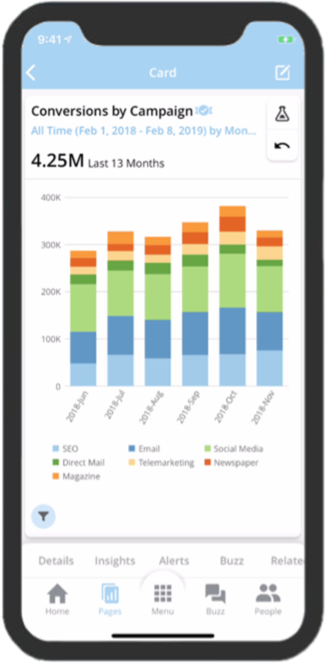 9:41
Card
Conversions by Campaign
All Time (Feb 1, 2018 - Feb 8, 2019) by Mon...
4.25M Last 13 Months
400K
300K
200K
100K
0
2018-Jun 2018-Jul 2018-Aug 2018-Sep 2018-Oct 2018-Nov
SEO Email Social Media
Direct Mail Telemarketing Newspaper
Magazine
Details Insights Alerts Buzz Relate
Home Pages Menu Buzz People